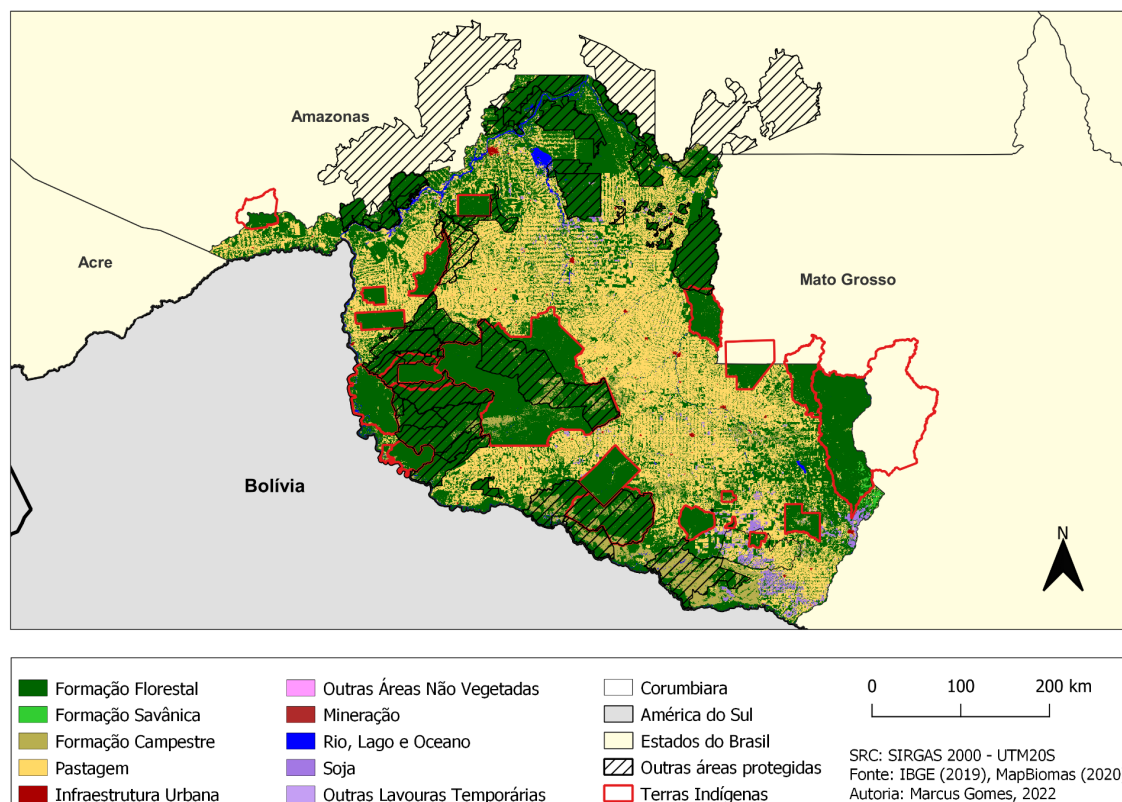 Amazonas
Acre
Mato Grosso
Bolívia
N
Formação Florestal
Formação Savânica
Formação Campestre
Pastagem
Infraestrutura Urbana
Outras Áreas Não Vegetadas
Mineração
Rio, Lago e Oceano
Soja
Outras Lavouras Temporárias
Corumbiara
América do Sul
Estados do Brasil
Outras áreas protegidas
Terras Indígenas
0 100 200 km
SRC: SIRGAS 2000 - UTM20S
Fonte: IBGE (2019), MapBiomas (2020
Autoria: Marcus Gomes, 2022